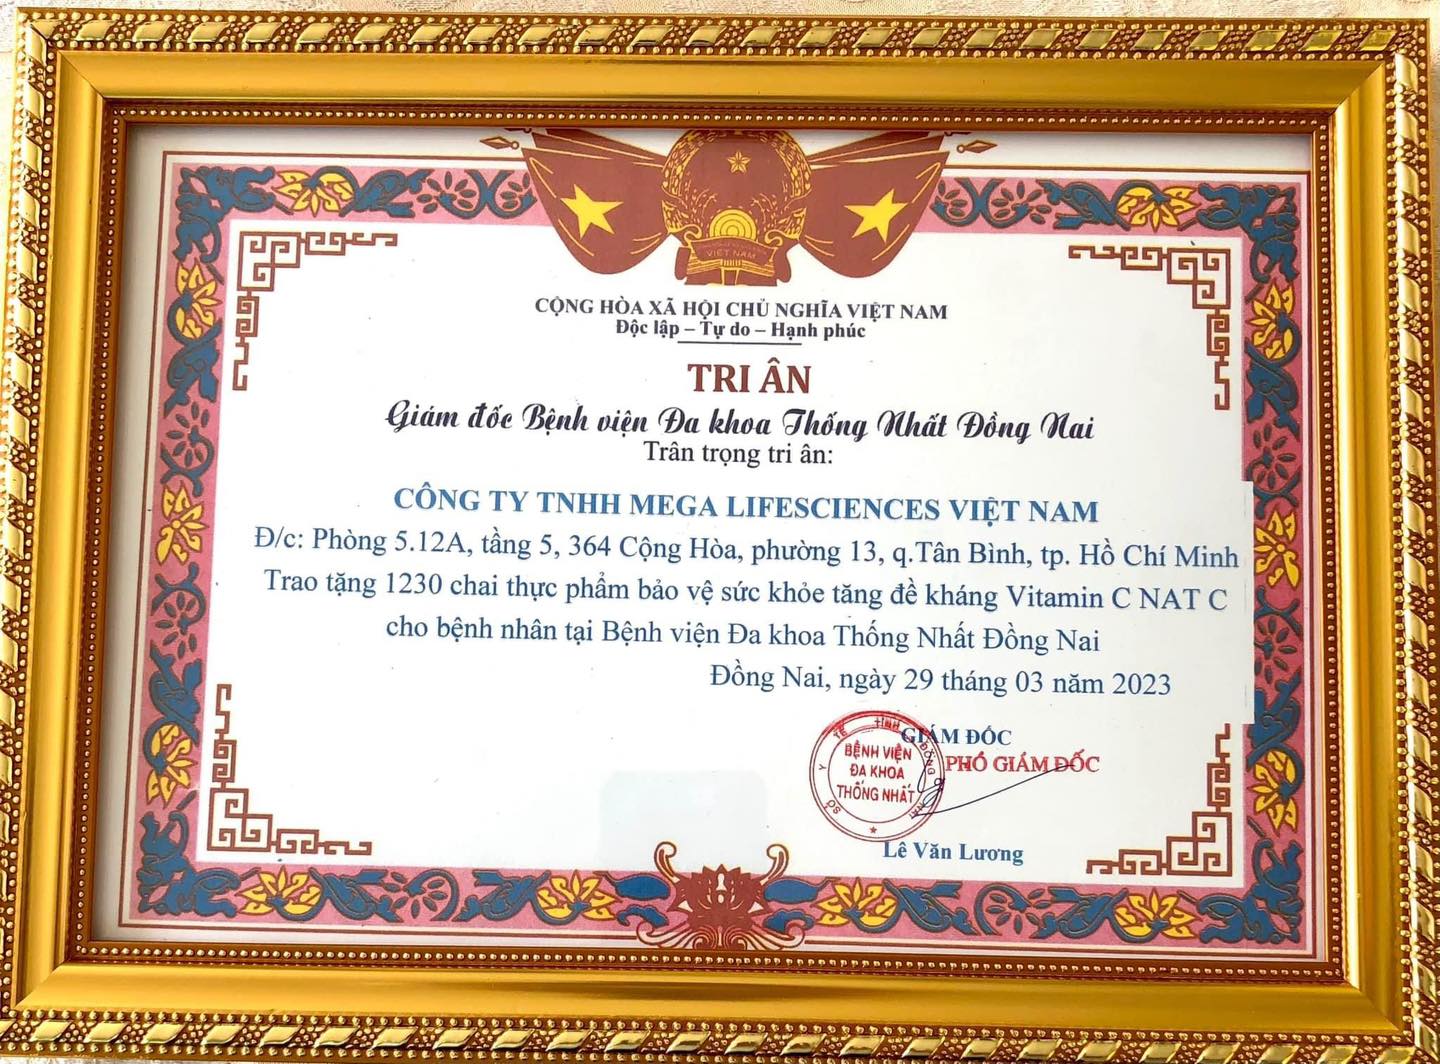 VIỆT NAM
CỘNG HÒA XÃ HỘI CHỦ NGHĨA VIỆT NAM
Độc lập – Tự do – Hạnh phúc
TRI ÂN
Giám đốc Bệnh viện Đa khoa Thống Nhất Đồng Nai
Trân trọng tri ân:
CÔNG TY TNHH MEGA LIFESCIENCES VIỆT NAM
Đ/c: Phòng 5.12A, tầng 5, 364 Cộng Hòa, phường 13, q.Tân Bình, tp. Hồ Chí Minh
Trao tặng 1230 chai thực phẩm bảo vệ sức khỏe tăng đề kháng Vitamin C NAT C
cho bệnh nhân tại Bệnh viện Đa khoa Thống Nhất Đồng Nai
Đồng Nai, ngày 29 tháng 03 năm 2023
GIÁM ĐỐC
PHÓ GIÁM ĐỐC
SỞ Y TẾ TỈNH ĐỒNG NAI
BỆNH VIỆN
ĐA KHOA
THỐNG NHẤT
Lê Văn Lương